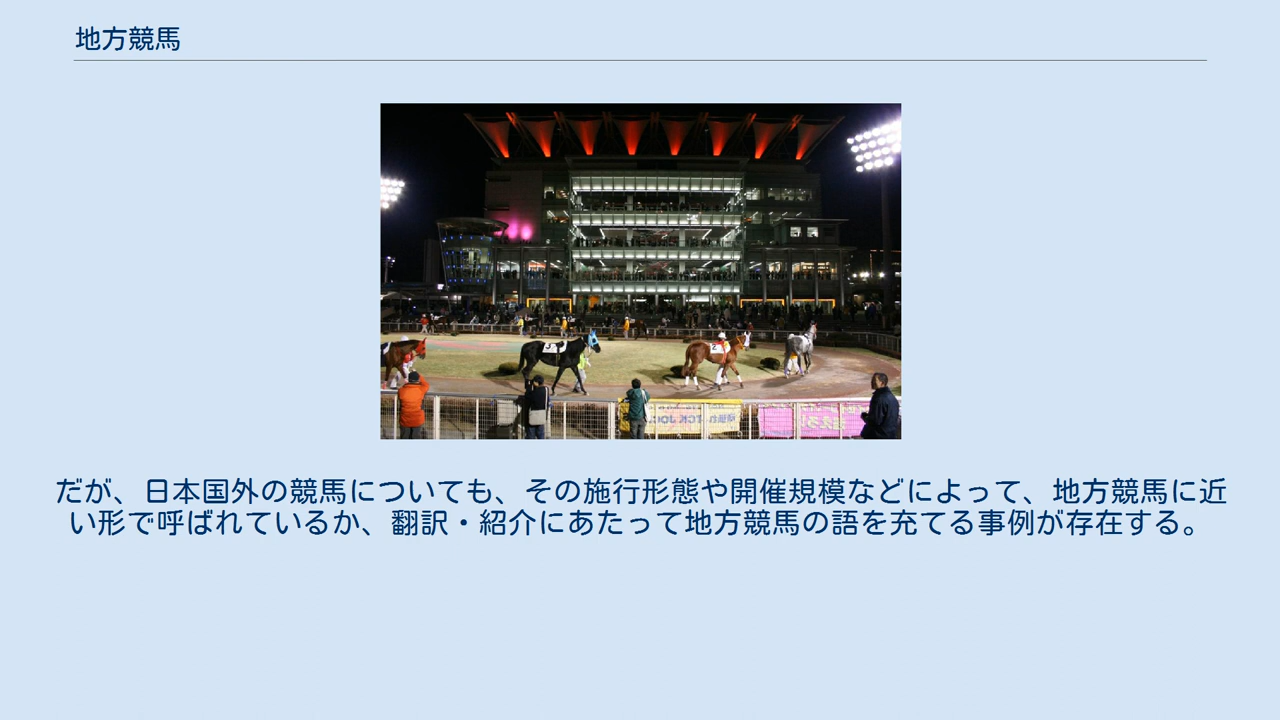 地方競馬
だが、日本国外の競馬についても、その施行形態や開催規模などによって、地方競馬に近
い形で呼ばれているか、翻訳・紹介にあたって地方競馬の語を充てる事例が存在する。